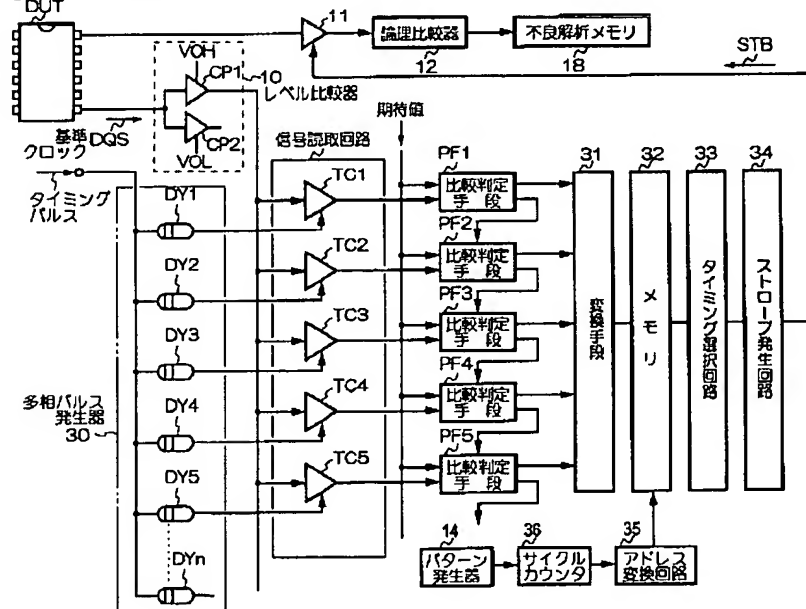 DUT
11
論理比較器
12
不良解析メモリ
18
STB
VOH
CP1
10
レベル比較器
CP2
VOL
DQS
基準
クロック
タイミング
パルス
期待値
信号読取回路
DY1
DY2
DY3
DY4
DY5
DYn
多相パルス
発生器
30
TC1
TC2
TC3
TC4
TC5
PF1
比較判定
手段
PF2
比較判定
手段
PF3
比較判定
手段
PF4
比較判定
手段
PF5
比較判定
手段
31
変換手段
32
メモリ
33
タイミング選択回路
34
ストローブ発生回路
14
パターン
発生器
36
サイクル
カウンタ
35
アドレス
変換回路